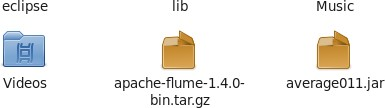 eclipse lib Music
Videos apache-flume-1.4.0- average011.jar
bin.tar.gz